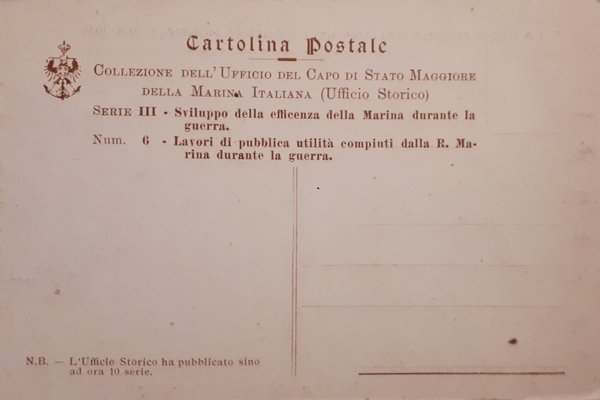 Cartolina Postale
COLLEZIONE DELL'UFFICIO DEL CAPO DI STATO MAGGIORE
DELLA MARINA ITALIANA (Ufficio Storico)
SERIE III - Sviluppo della efficenza della Marina durante la
guerra.
Num. 6 - Lavori di pubblica utilità compiuti dalla R. Ma-
rina durante la guerra.
N.B. — L'Ufficio Storico ha pubblicato sino
ad ora 10 serie.